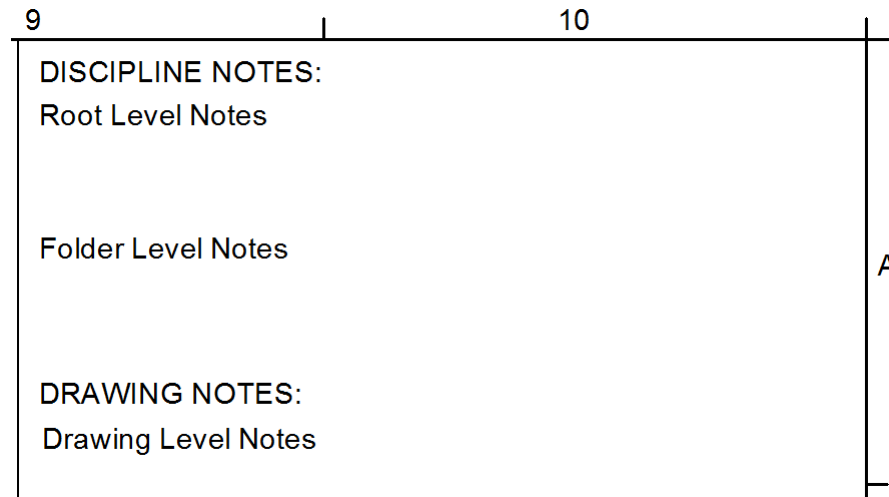 9 10
DISCIPLINE NOTES:
Root Level Notes
Folder Level Notes
A
DRAWING NOTES:
Drawing Level Notes